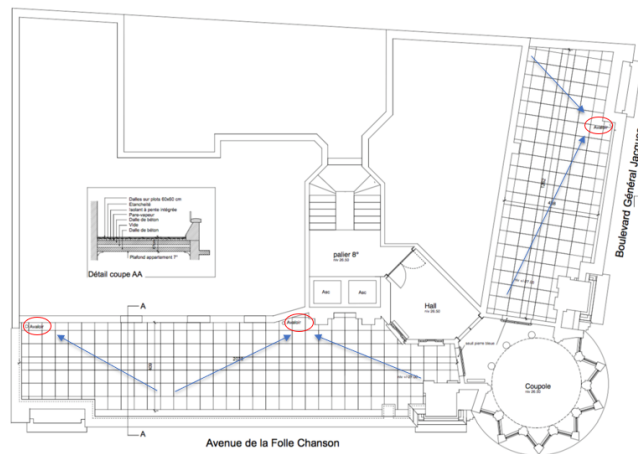 Dalles sur plots 60x60 cm
Etanchéité
Isolant à pente intégrée
Pare-vapeur
Dalle de béton
Vide
Dalle de béton
Plafond appartement 7°
Détail coupe AA
Avaloir
Boulevard Général Jacques
palier 8°
Asc
Asc
Hall
A
Avaloir
Avaloir
Coupole
A
Avenue de la Folle Chanson